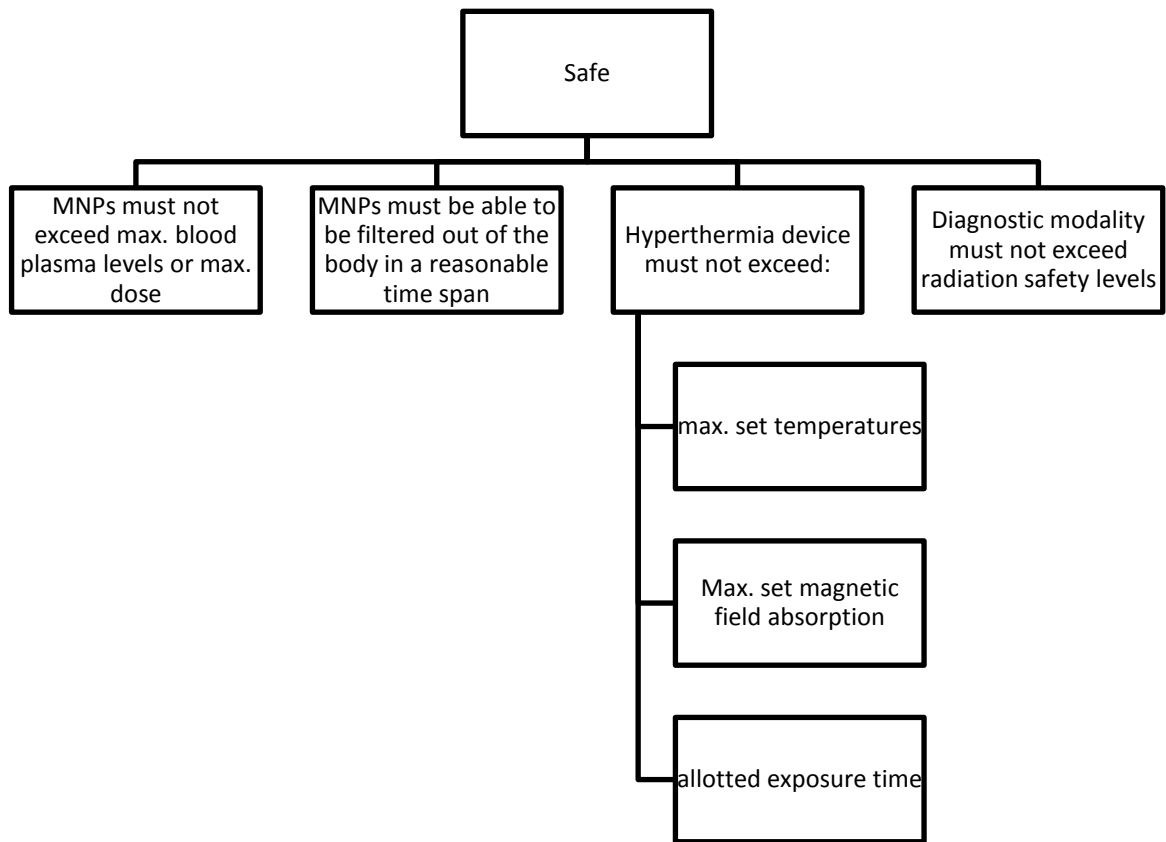 Safe
MNPs must not
exceed max. blood
plasma levels or max.
dose
MNPs must be able to
be filtered out of the
body in a reasonable
time span
Hyperthermia device
must not exceed:
Diagnostic modality
must not exceed
radiation safety levels
max. set temperatures
Max. set magnetic
field absorption
allotted exposure time